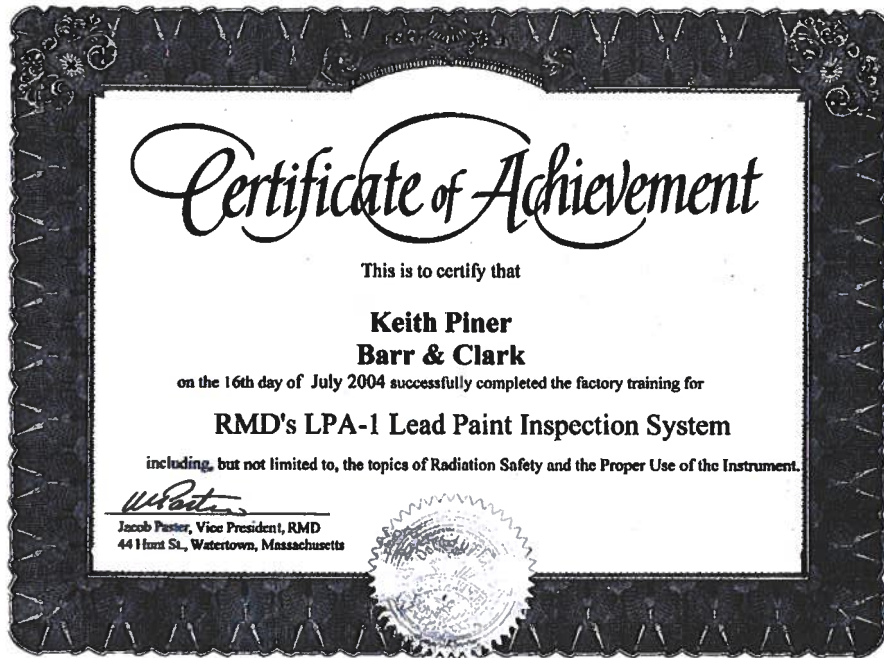 Certificate of Achievement
This is to certify that
Keith Piner
Barr & Clark
on the 16th day of July 2004 successfully completed the factory training for
RMD's LPA-1 Lead Paint Inspection System
including, but not limited to, the topics of Radiation Safety and the Proper Use of the Instrument.
Jacob Paster, Vice President, RMD
44 Hunt St., Watertown, Massachusetts